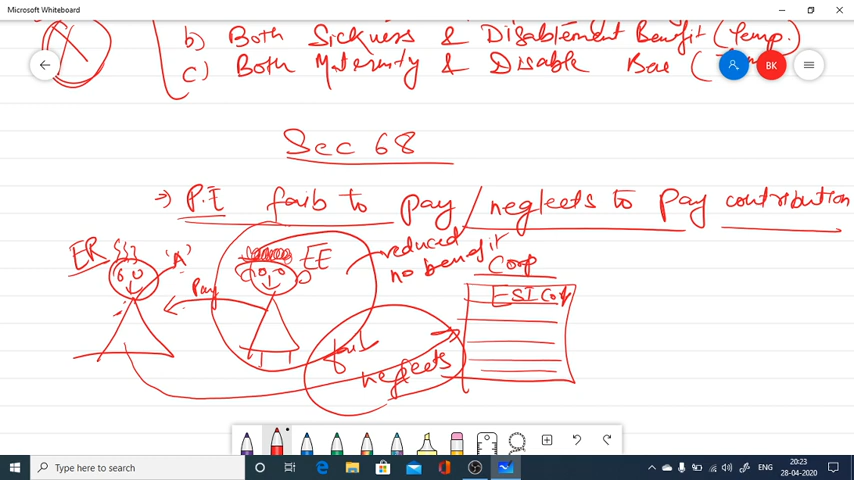 Microsoft Whiteboard
b) Both Sickness & Disablement Benefit (Temp.)
c) Both Maternity & Disable Bae (
BK
Sec 68
⇒ P.E fails to pay/neglects to pay contribution
ER
'A'
EE
reduced
no benefit
Corp
Pay
ESI Corp
fail
neglects
Type here to search
ENG
20:23
28-04-2020